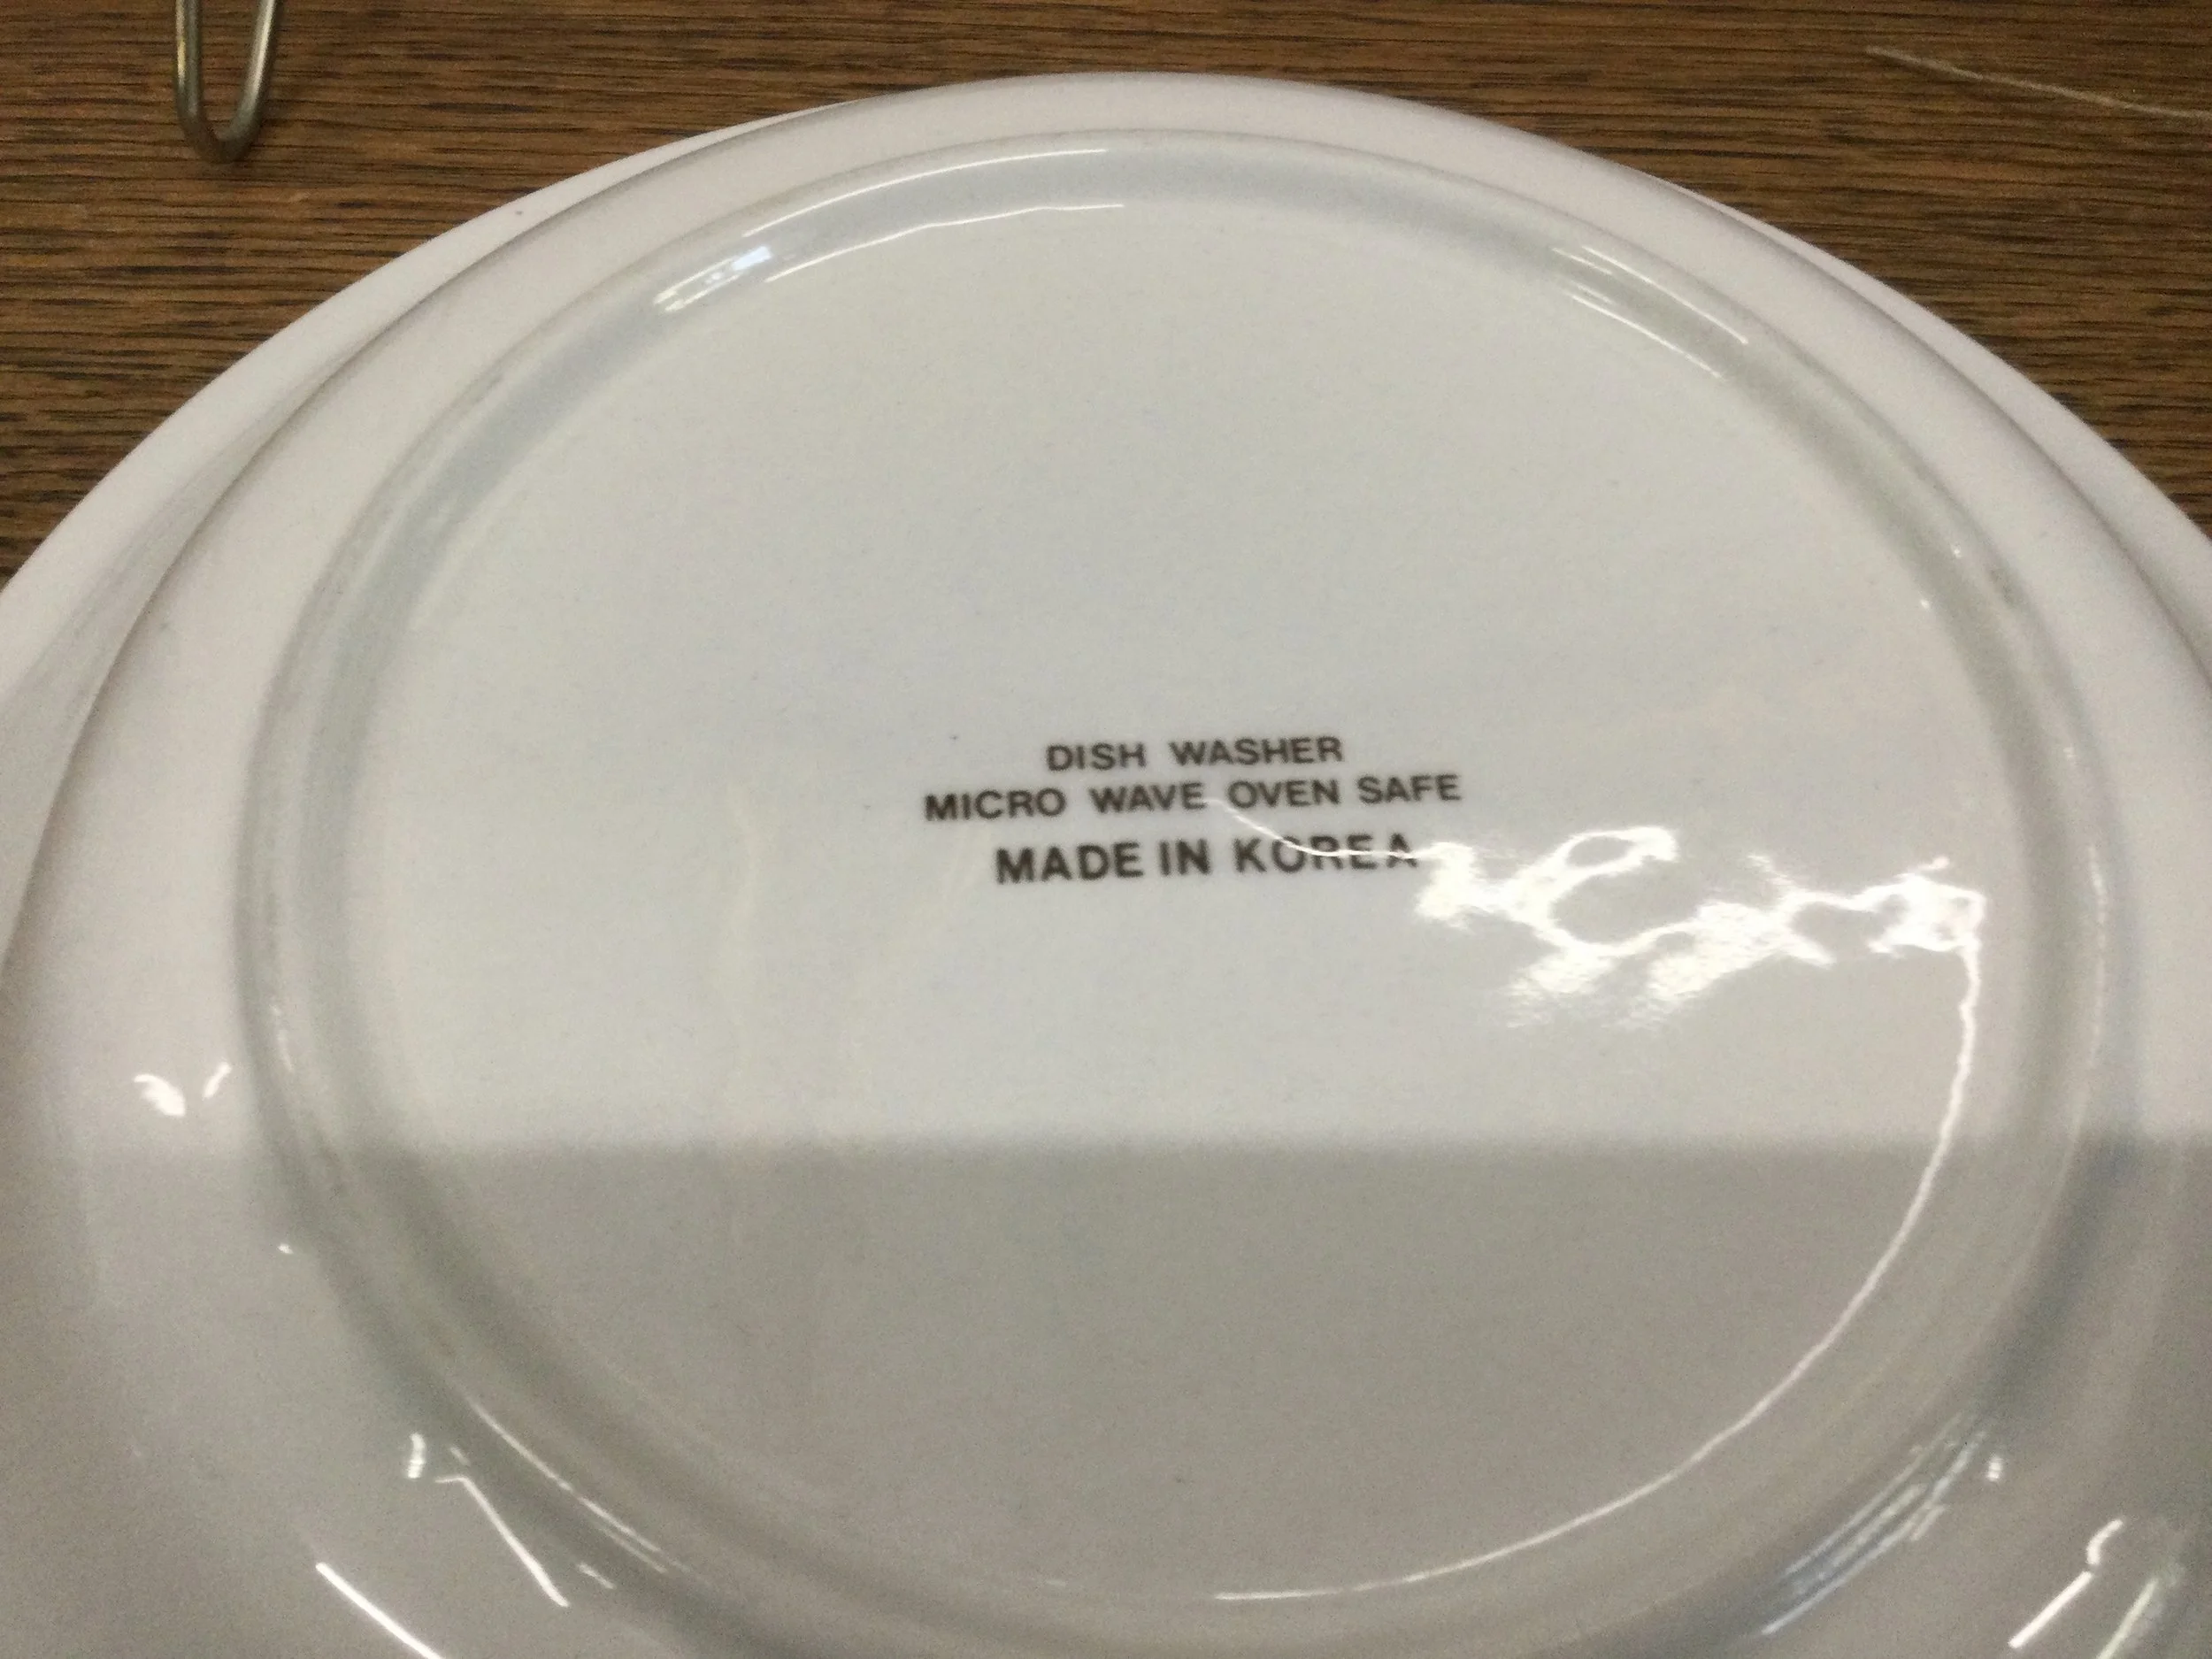 DISH WASHER
MICRO WAVE OVEN SAFE
MADE IN KOREA